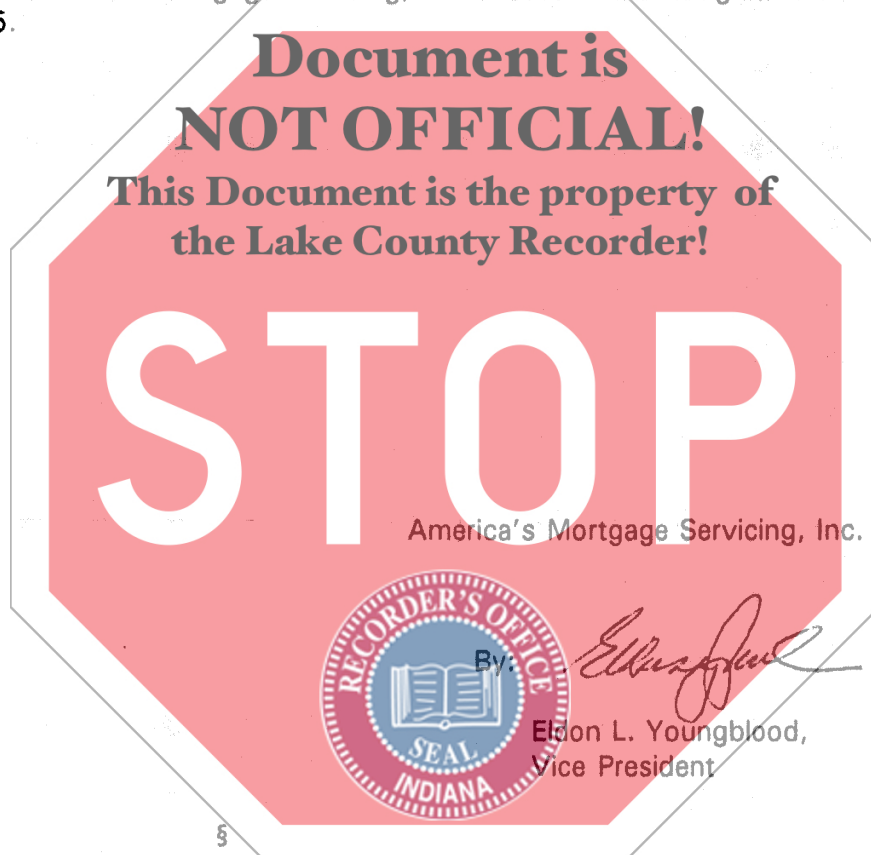 5.
Document is
NOT OFFICIAL!
This Document is the property of
the Lake County Recorder!
STOP
America's Mortgage Servicing, Inc.
RECORDER'S OFFICE
By:
SEAL
INDIANA
Eldon L. Youngblood,
Vice President
§